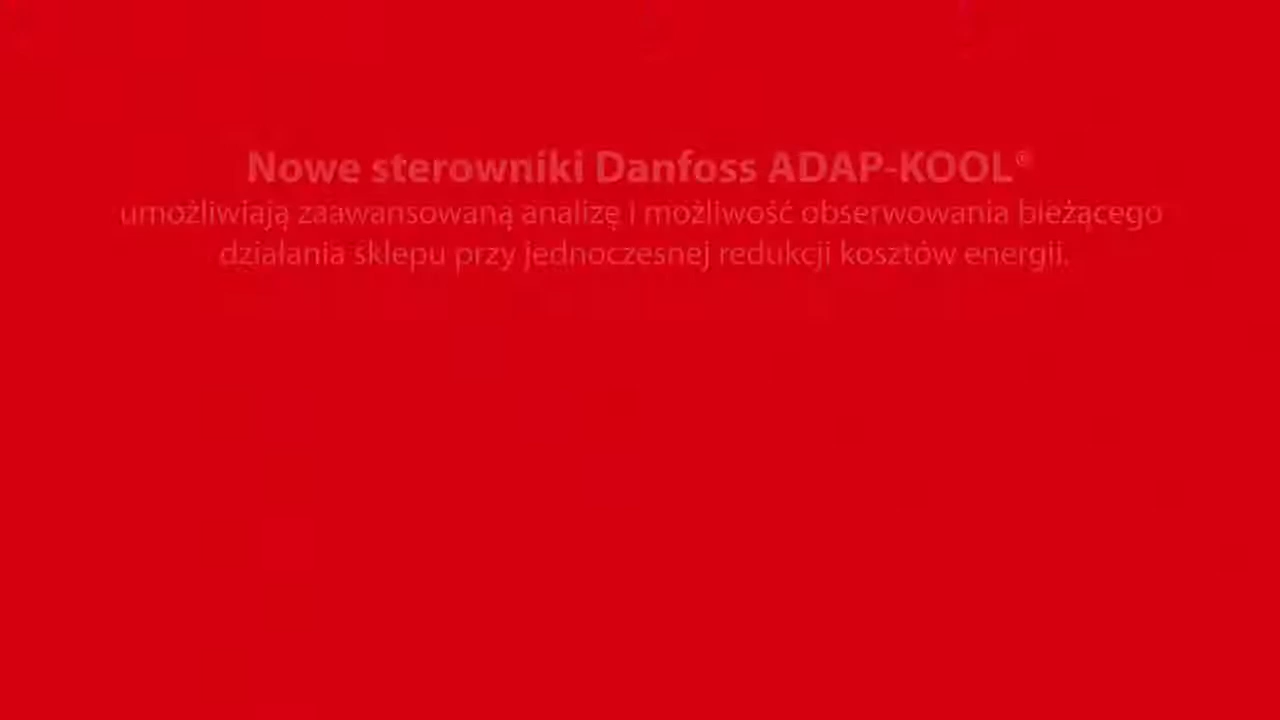 Nowe sterowniki Danfoss ADAP-KOOL®
umożliwiają zaawansowaną analizę i możliwość obserwowania bieżącego
działania sklepu przy jednoczesnej redukcji kosztów energii.